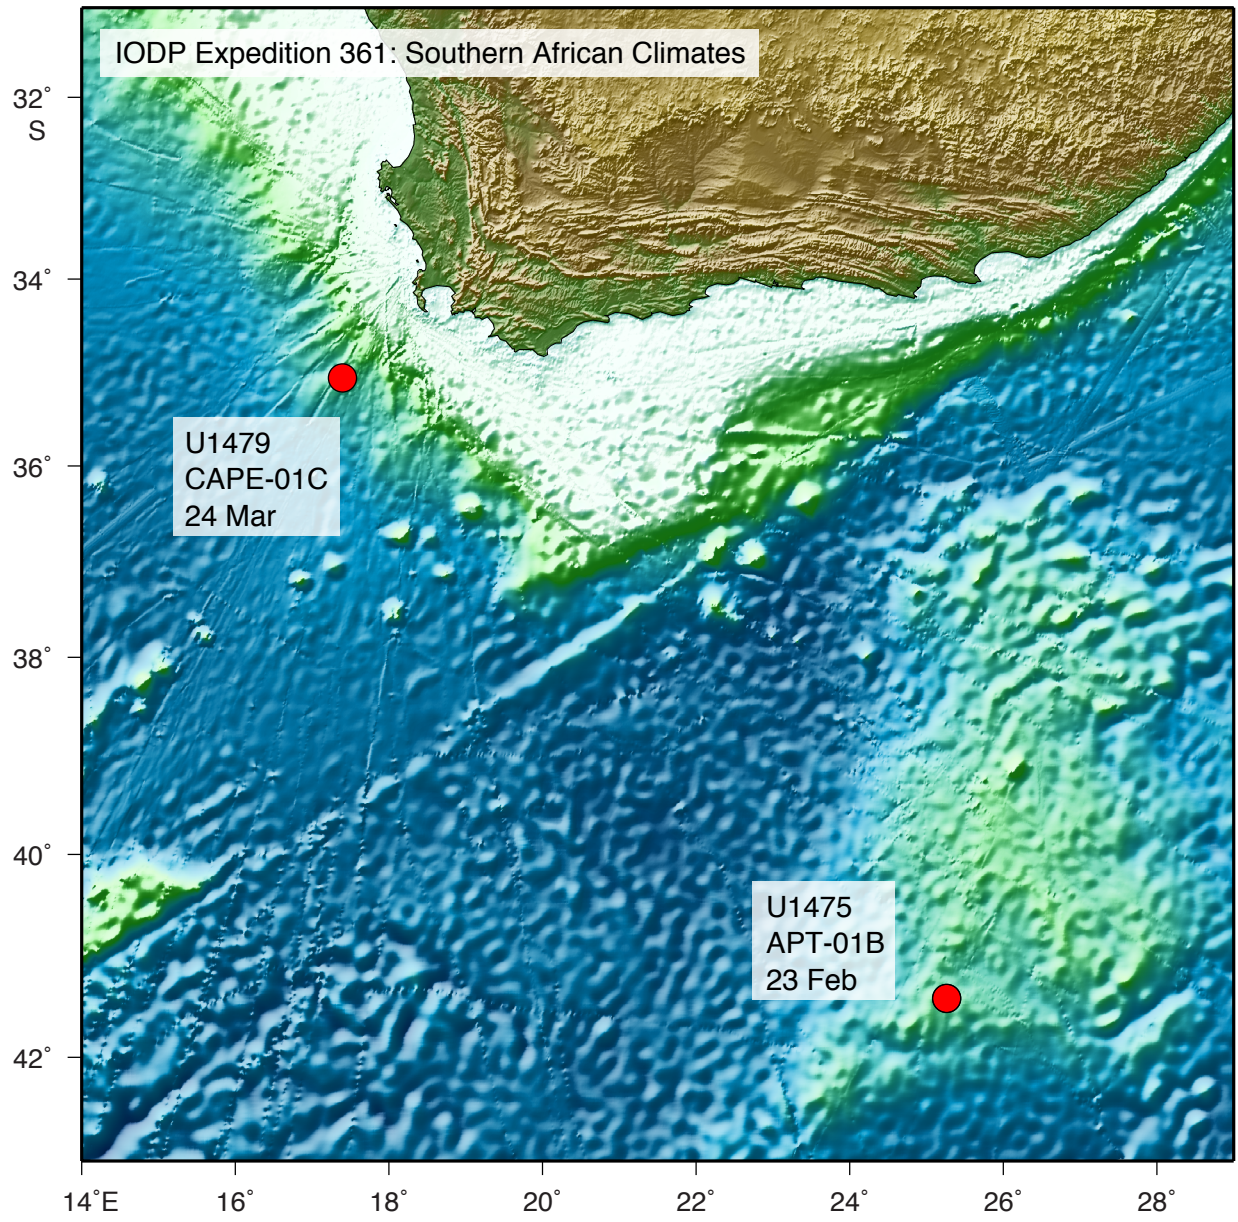 IODP Expedition 361: Southern African Climates
32°
S
34°
U1479
CAPE-01C
24 Mar
36°
38°
40°
U1475
APT-01B
23 Feb
42°
14°E 16° 18° 20° 22° 24° 26° 28°